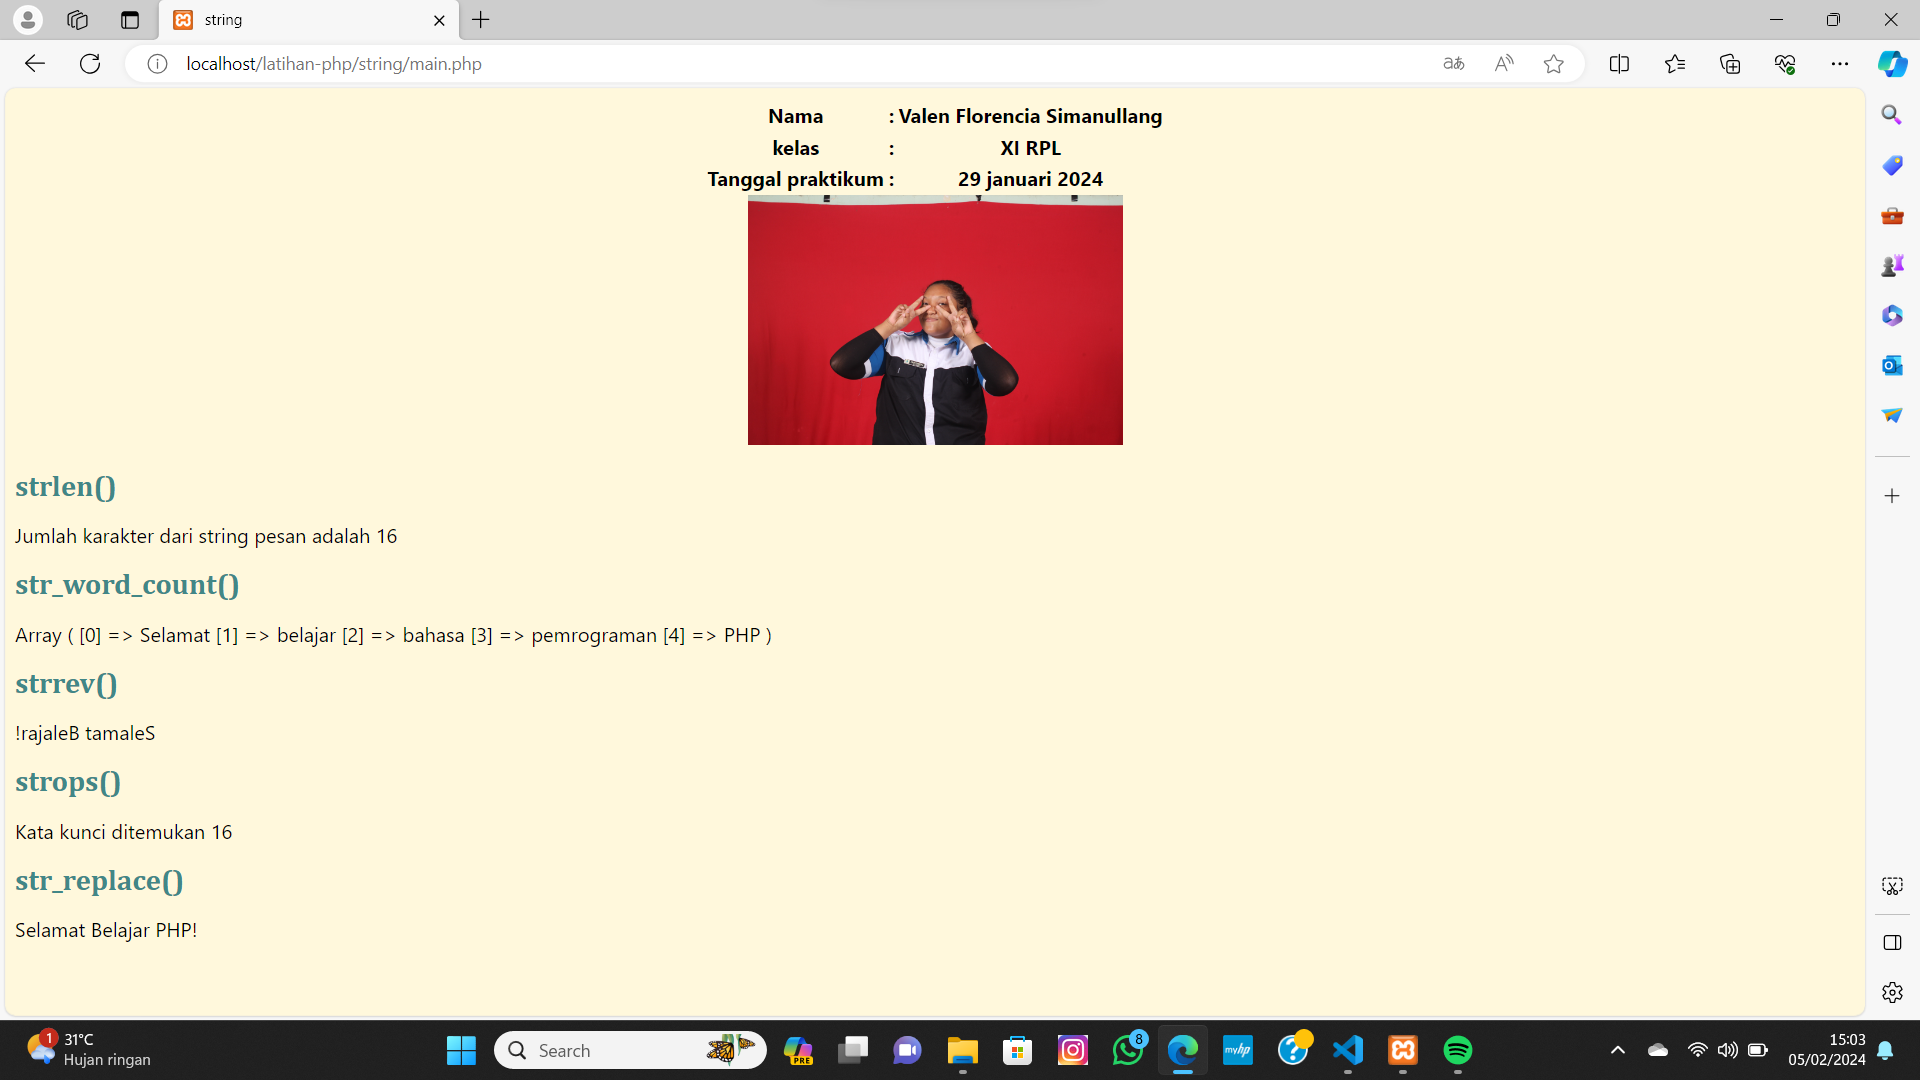 string
localhost/latihan-php/string/main.php
Nama : Valen Florencia Simanullang
kelas : XI RPL
Tanggal praktikum : 29 januari 2024
strlen()
Jumlah karakter dari string pesan adalah 16
str_word_count()
Array ( [0] => Selamat [1] => belajar [2] => bahasa [3] => pemrograman [4] => PHP )
strrev()
!rajaleB tamaleS
strops()
Kata kunci ditemukan 16
str_replace()
Selamat Belajar PHP!
1
31°C
Hujan ringan
Search
PRE
8
myhp
15:03
05/02/2024